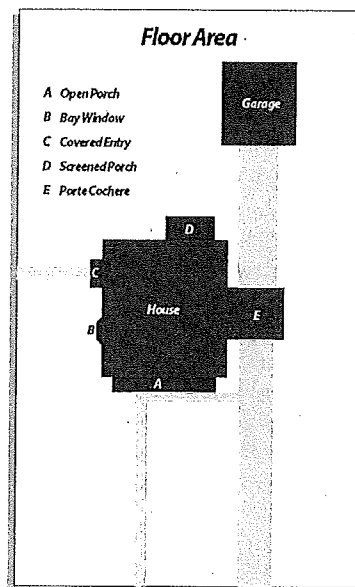 Floor Area
A Open Porch
B Bay Window
C Covered Entry
D Screened Porch
E Porte Cochere
Garage
D
C
House
E
B
A